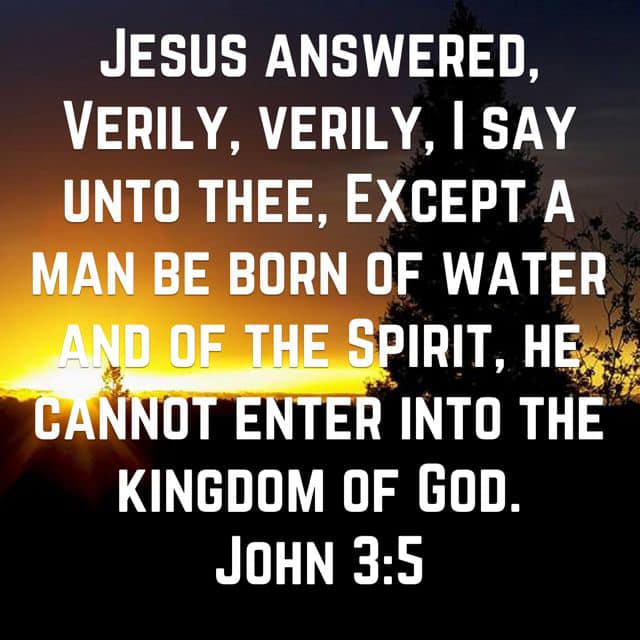 Jesus answered,
Verily, verily, I say
unto thee, Except a
man be born of water
and of the Spirit, he
cannot enter into the
kingdom of God.
John 3:5